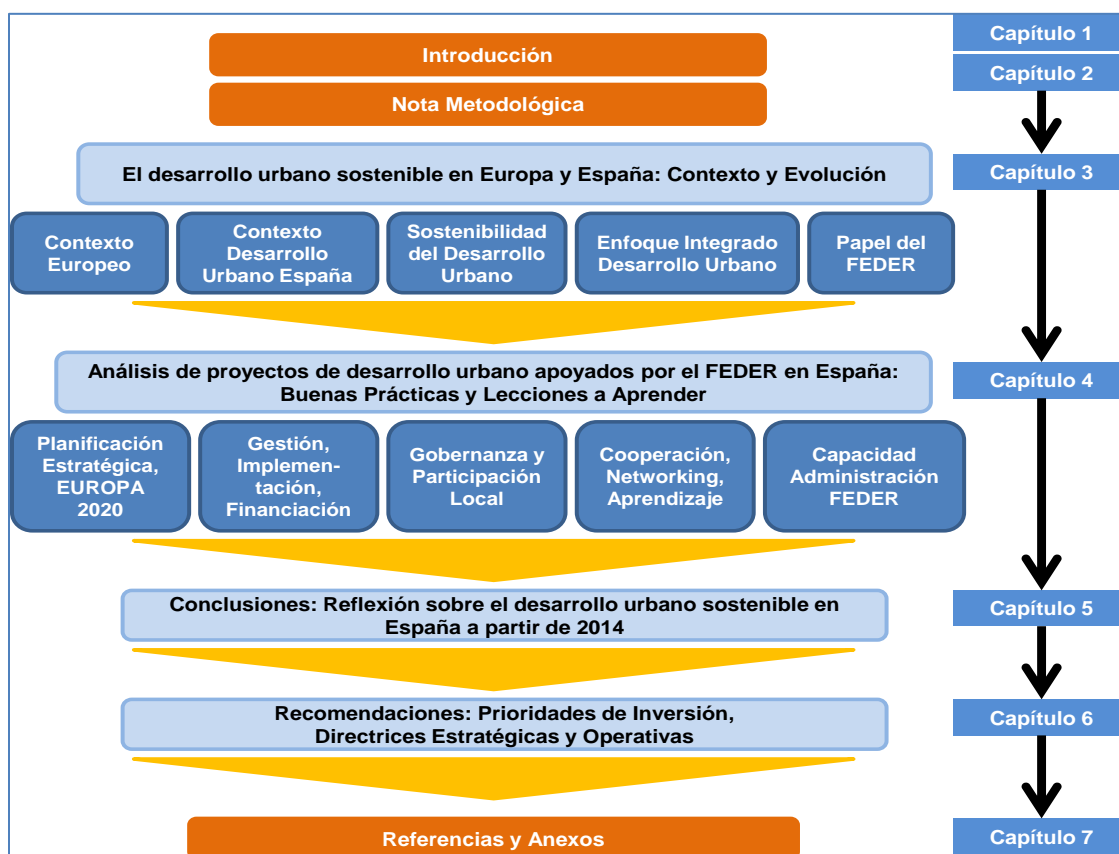 Introducción
Capítulo 1
Nota Metodológica
Capítulo 2
El desarrollo urbano sostenible en Europa y España: Contexto y Evolución
Capítulo 3
Contexto
Europeo
Contexto
Desarrollo
Urbano España
Sostenibilidad
del Desarrollo
Urbano
Enfoque Integrado
Desarrollo Urbano
Papel del
FEDER
Análisis de proyectos de desarrollo urbano apoyados por el FEDER en España:
Buenas Prácticas y Lecciones a Aprender
Capítulo 4
Planificación
Estratégica,
EUROPA
2020
Gestión,
Implemen-
tación,
Financiación
Gobernanza y
Participación
Local
Cooperación,
Networking,
Aprendizaje
Capacidad
Administración
FEDER
Conclusiones: Reflexión sobre el desarrollo urbano sostenible en
España a partir de 2014
Capítulo 5
Recomendaciones: Prioridades de Inversión,
Directrices Estratégicas y Operativas
Capítulo 6
Referencias y Anexos
Capítulo 7